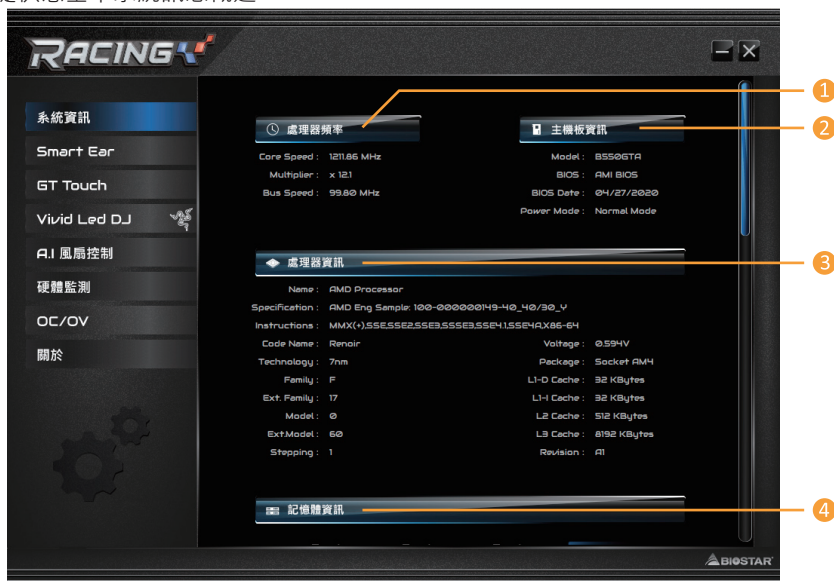 RACING
系統資訊
Smart Ear
GT Touch
Vivid Led DJ
A.I 風扇控制
硬體監測
OC/OV
關於
處理器頻率
1
Core Speed : 1211.86 MHz
Multiplier : x 12.1
Bus Speed : 99.80 MHz
主機板資訊
2
Model : B550GTA
BIOS : AMI BIOS
BIOS Date : 04/27/2020
Power Mode : Normal Mode
處理器資訊
3
Name : AMD Processor
Specification : AMD Eng Sample: 100-000000149-40_40/30_Y
Instructions : MMX(+),SSE,SSE2,SSE3,SSSE3,SSE4.1,SSE4A,X86-64
Code Name : Renoir
Technology : 7nm
Family : F
Ext. Family : 17
Model : 0
Ext.Model : 60
Stepping : 1
Voltage : 0.594V
Package : Socket AM4
L1-D Cache : 32 KBytes
L1-I Cache : 32 KBytes
L2 Cache : 512 KBytes
L3 Cache : 8192 KBytes
Revision : A1
記憶體資訊
4
BIOSTAR